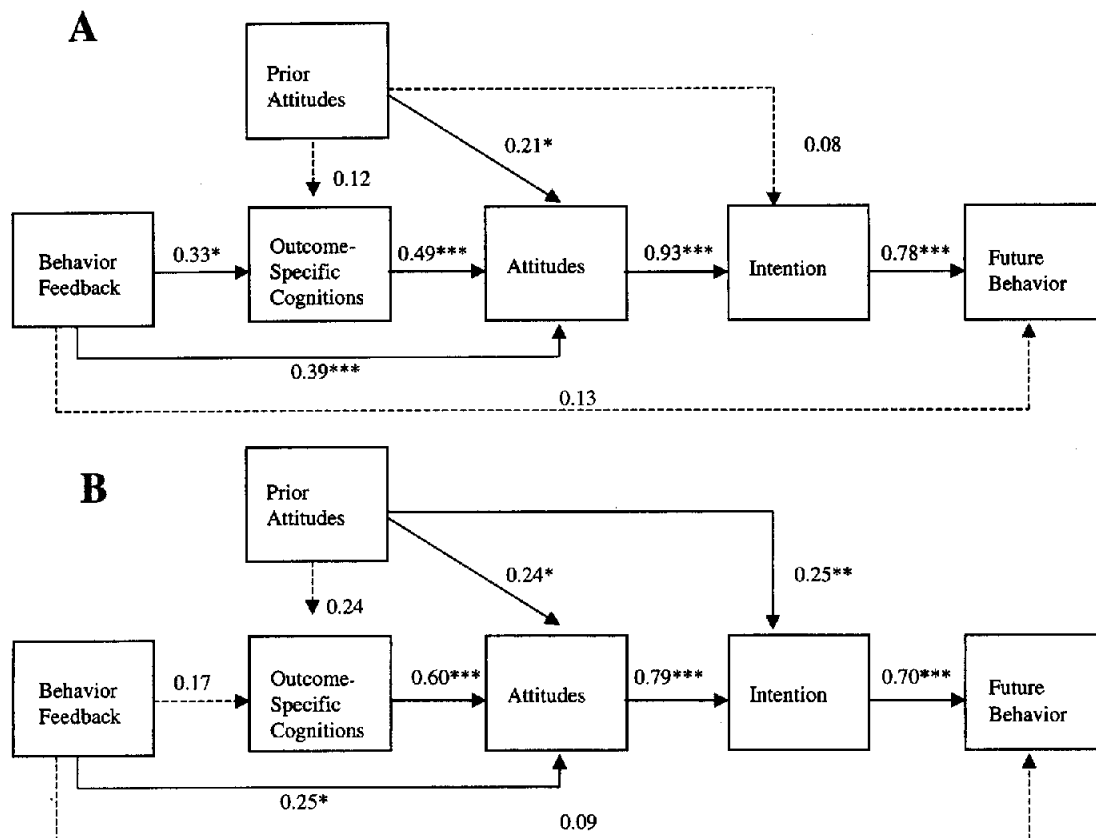 A
Prior
Attitudes
0.21*
0.08
0.12
Behavior
Feedback
0.33*
Outcome-
Specific
Cognitions
0.49***
Attitudes
0.93***
Intention
0.78***
Future
Behavior
0.39***
0.13
B
Prior
Attitudes
0.24*
0.25**
0.24
Behavior
Feedback
0.17
Outcome-
Specific
Cognitions
0.60***
Attitudes
0.79***
Intention
0.70***
Future
Behavior
0.25*
0.09